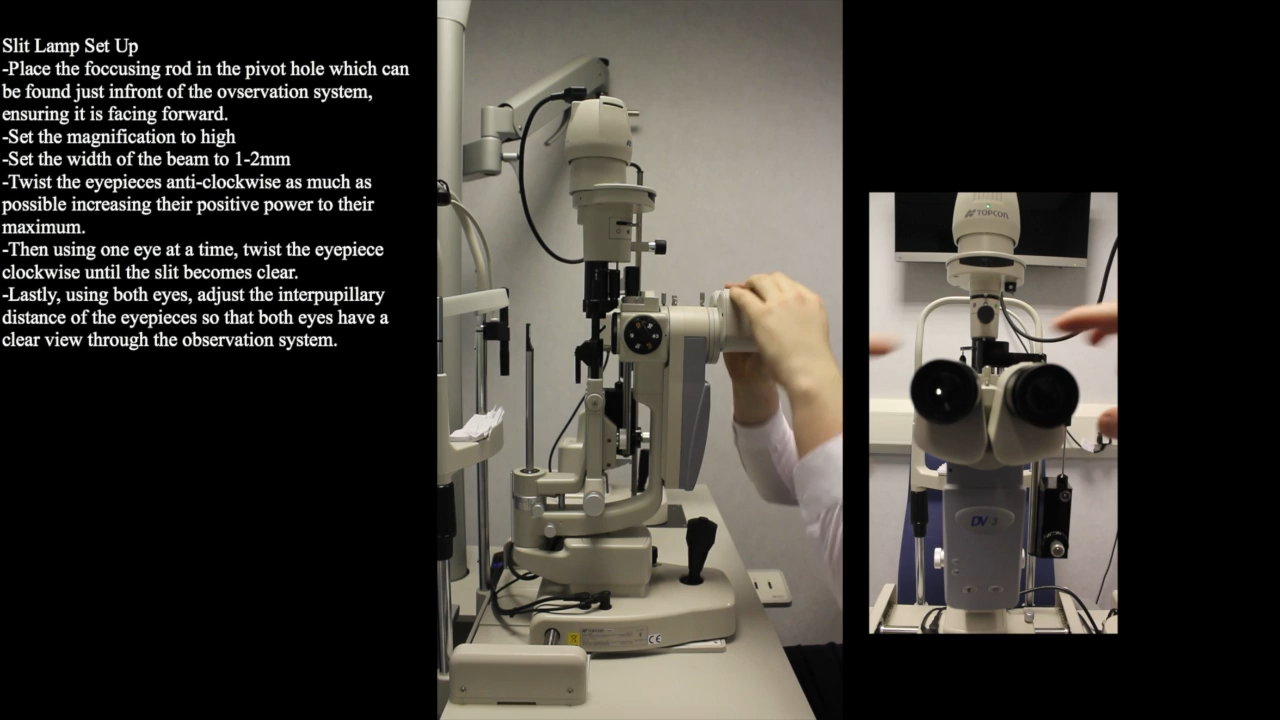 Slit Lamp Set Up
-Place the foccusing rod in the pivot hole which can
be found just infront of the ovservation system,
ensuring it is facing forward.
-Set the magnification to high
-Set the width of the beam to 1-2mm
-Twist the eyepieces anti-clockwise as much as
possible increasing their positive power to their
maximum.
-Then using one eye at a time, twist the eyepiece
clockwise until the slit becomes clear.
-Lastly, using both eyes, adjust the interpupillary
distance of the eyepieces so that both eyes have a
clear view through the observation system.
TOPCON
DV 3
CE